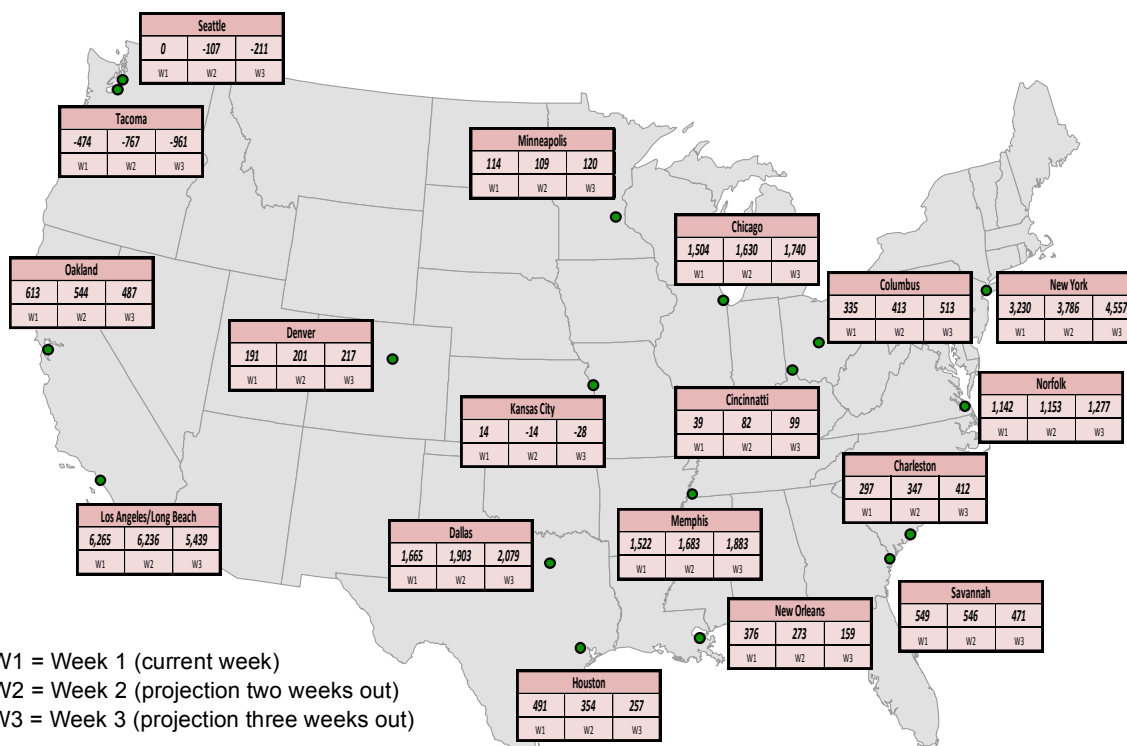 Seattle
0 -107 -211
W1 W2 W3
Tacoma
-474 -767 -961
W1 W2 W3
Minneapolis
114 109 120
W1 W2 W3
Chicago
1,504 1,630 1,740
W1 W2 W3
Oakland
613 544 487
W1 W2 W3
Columbus
335 413 513
W1 W2 W3
New York
3,230 3,786 4,557
W1 W2 W3
Denver
191 201 217
W1 W2 W3
Norfolk
1,142 1,153 1,277
W1 W2 W3
Kansas City
14 -14 -28
W1 W2 W3
Cincinnatti
39 82 99
W1 W2 W3
Charleston
297 347 412
W1 W2 W3
Los Angeles/Long Beach
6,265 6,236 5,439
W1 W2 W3
Dallas
1,665 1,903 2,079
W1 W2 W3
Memphis
1,522 1,683 1,883
W1 W2 W3
Savannah
549 546 471
W1 W2 W3
New Orleans
376 273 159
W1 W2 W3
Houston
491 354 257
W1 W2 W3
W1 = Week 1 (current week)
W2 = Week 2 (projection two weeks out)
W3 = Week 3 (projection three weeks out)